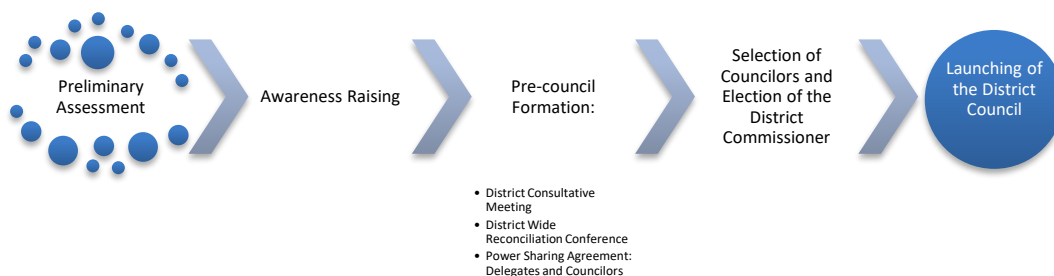 Preliminary
Assessment
Awareness Raising
Pre-council
Formation:
• District Consultative
Meeting
• District Wide
Reconciliation Conference
• Power Sharing Agreement:
Delegates and Councilors
Selection of
Councilors and
Election of the
District
Commissioner
Launching of
the District
Council